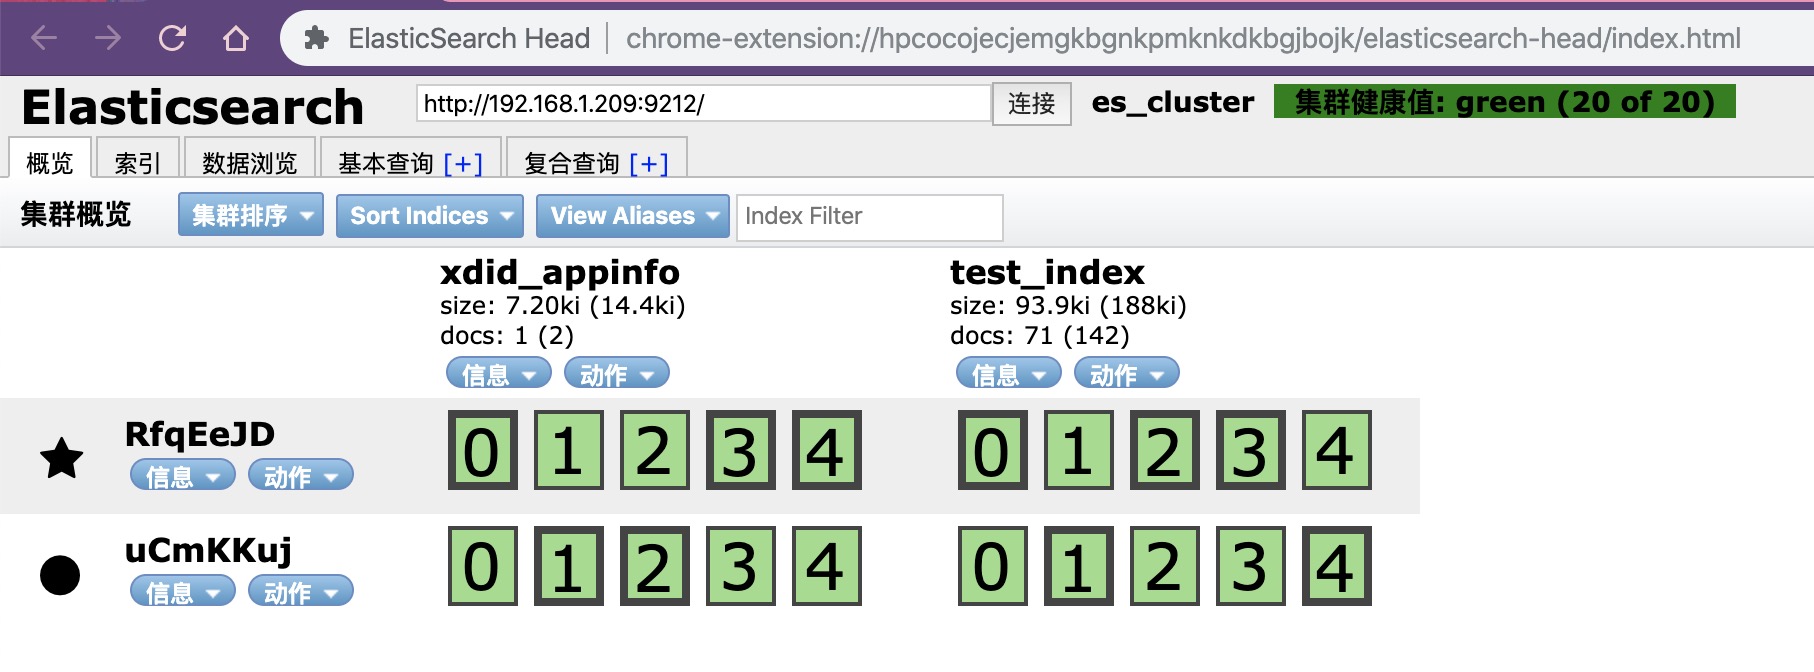 ElasticSearch Head | chrome-extension://hpcocojecjemgkbgnkpmknkdkbgjbojk/elasticsearch-head/index.html
Elasticsearch http://192.168.1.209:9212/ 连接 es_cluster 集群健康值: green (20 of 20)
概览 索引 数据浏览 基本查询 [+] 复合查询 [+]
集群概览 集群排序 Sort Indices View Aliases Index Filter
xdid_appinfo test_index
size: 7.20ki (14.4ki) size: 93.9ki (188ki)
docs: 1 (2) docs: 71 (142)
信息 动作 信息 动作
RfqEeJD 0 1 2 3 4 0 1 2 3 4
信息 动作
uCmKKuj 0 1 2 3 4 0 1 2 3 4
信息 动作